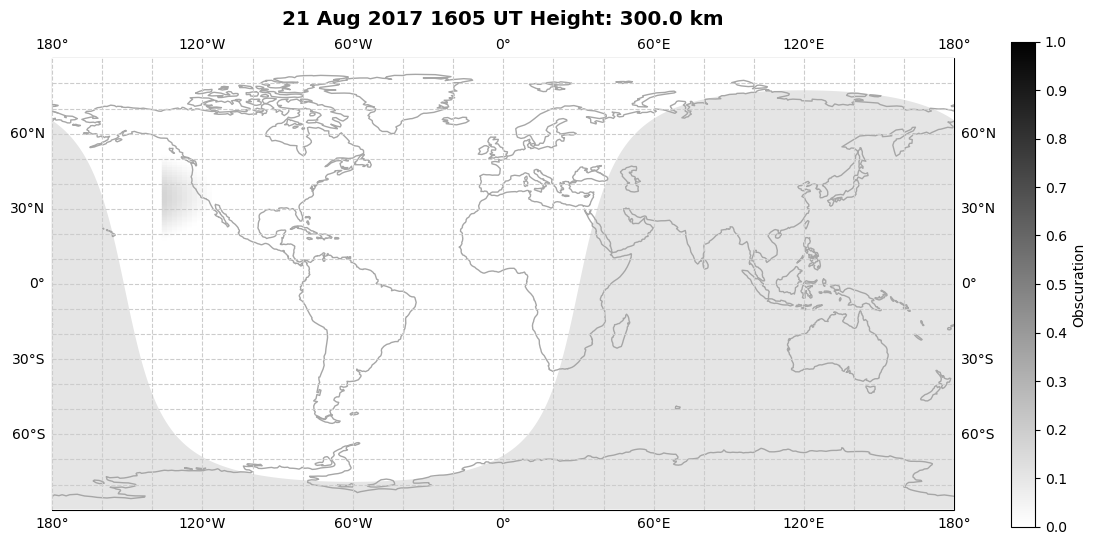 21 Aug 2017 1605 UT Height: 300.0 km
180° 120°W 60°W 0° 60°E 120°E 180°
60°N 60°N
30°N 30°N
0° 0°
30°S 30°S
60°S 60°S
180° 120°W 60°W 0° 60°E 120°E 180°
1.0
0.9
0.8
0.7
0.6
0.5
0.4
0.3
0.2
0.1
0.0
Obscuration